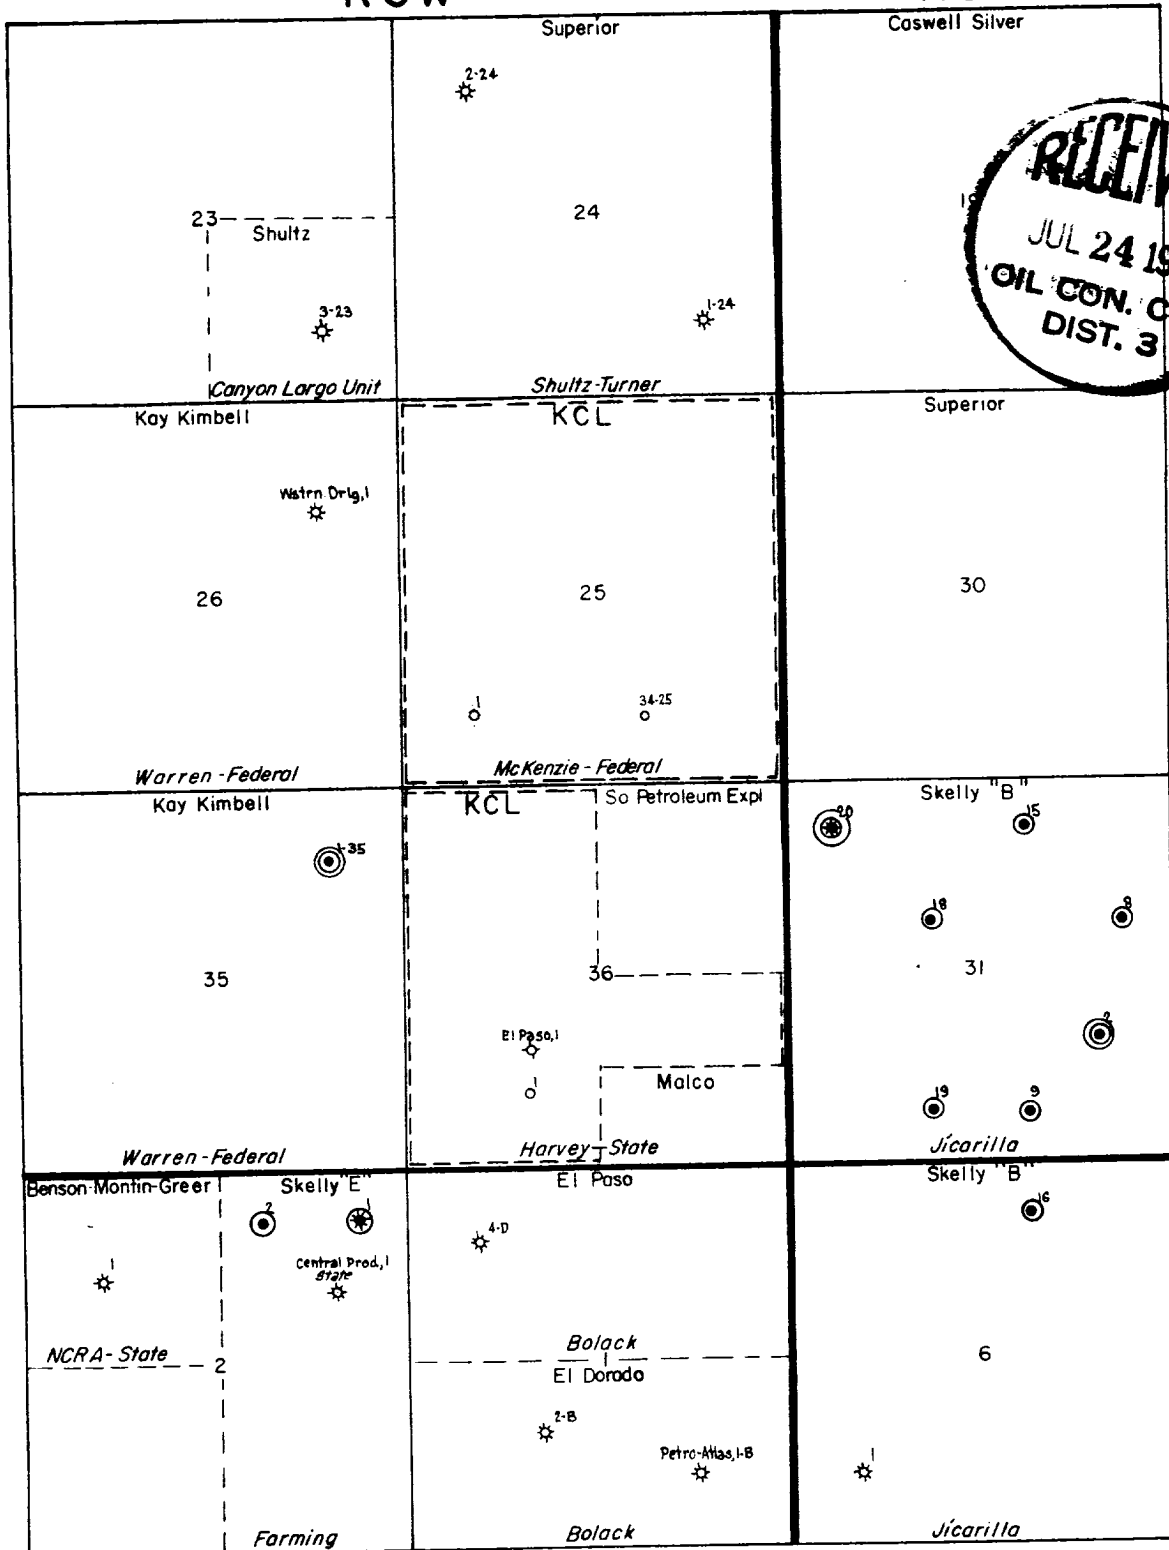 Superior
Caswell Silver
2-24
23
Shultz
24
3-23
1-24
Canyon Largo Unit
Shultz-Turner
JUL 24
OIL CON.
DIST. 3
Kay Kimbell
KCL
Superior
Wstrn Drlg,1
26
25
30
1
34-25
Warren-Federal
McKenzie-Federal
Kay Kimbell
KCL
So Petroleum Expl
Skelly "B"
1-35
20
15
18
8
35
36
31
El Paso,1
2
1
Malco
19
9
Warren-Federal
Harvey-State
Jicarilla
Benson-Montin-Greer
Skelly "E"
El Paso
Skelly "B"
2
1
16
4-D
1
Central Prod.,1
State
NCRA-State
2
Bolack
1
El Dorado
6
2-B
Petro-Atlas,1-B
1
Farming
Bolack
Jicarilla